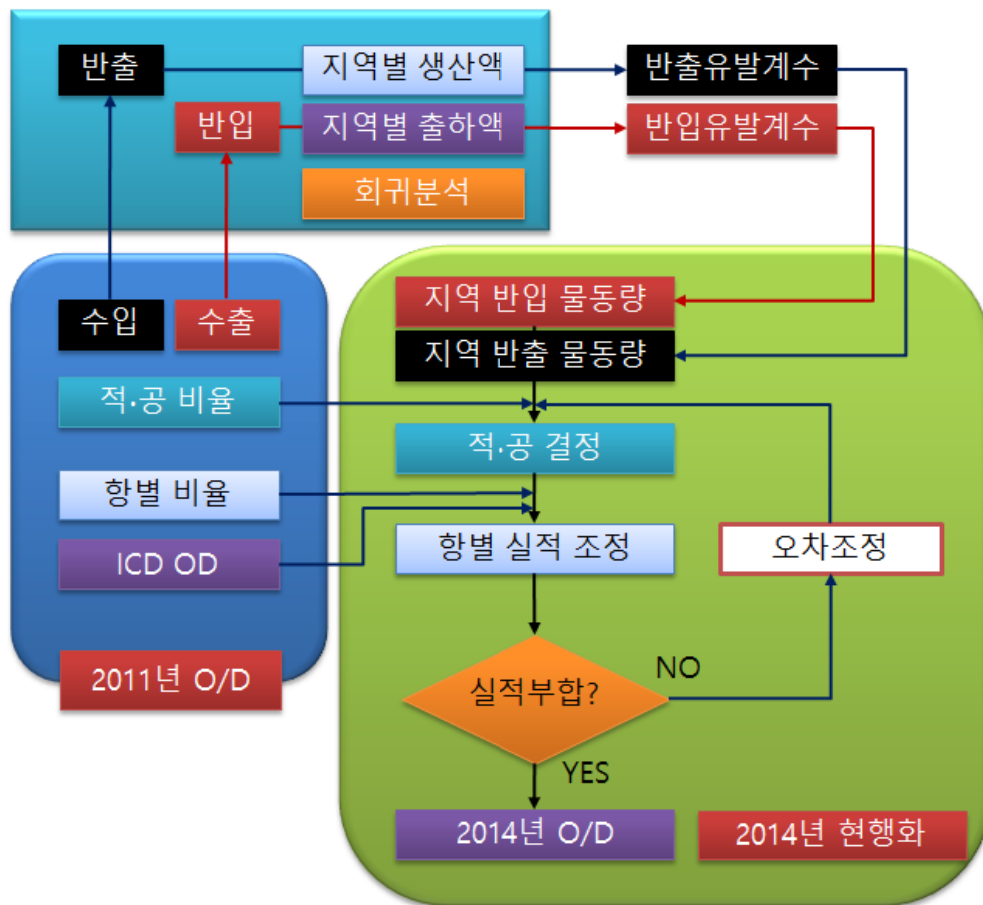 반출
지역별 생산액
반출유발계수
반입
지역별 출하액
반입유발계수
회귀분석
수입
수출
지역 반입 물동량
지역 반출 물동량
적·공 비율
적·공 결정
항별 비율
항별 실적 조정
오차조정
ICD OD
2011년 O/D
실적부합?
NO
YES
2014년 O/D
2014년 현행화